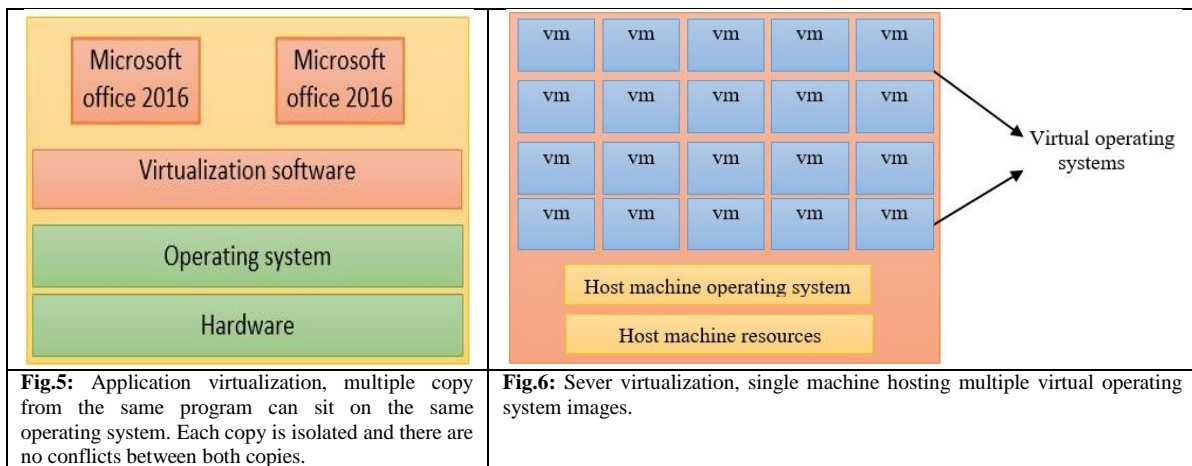 Microsoft
office 2016
Microsoft
office 2016
Virtualization software
Operating system
Hardware
Fig.5: Application virtualization, multiple copy
from the same program can sit on the same
operating system. Each copy is isolated and there are
no conflicts between both copies.
vm vm vm vm vm
vm vm vm vm vm
vm vm vm vm vm
vm vm vm vm vm
Virtual operating
systems
Host machine operating system
Host machine resources
Fig.6: Sever virtualization, single machine hosting multiple virtual operating
system images.